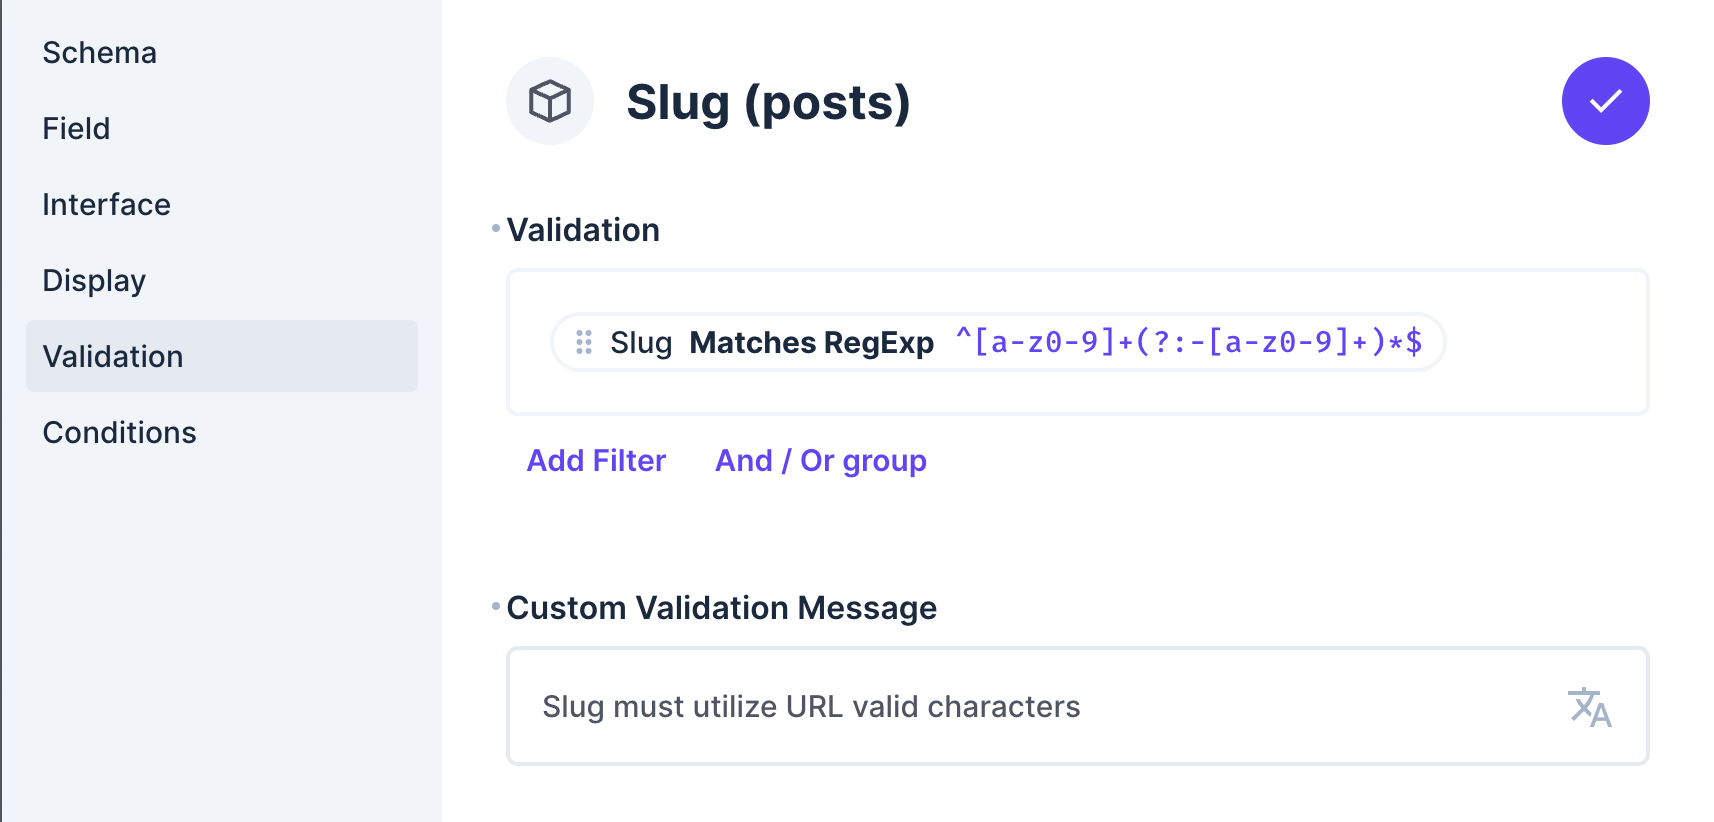 Schema
Field
Interface
Display
Validation
Conditions
Slug (posts)
Validation
Slug Matches RegExp ^[a-z0-9]+(?:-[a-z0-9]+)*$
Add Filter And / Or group
Custom Validation Message
Slug must utilize URL valid characters